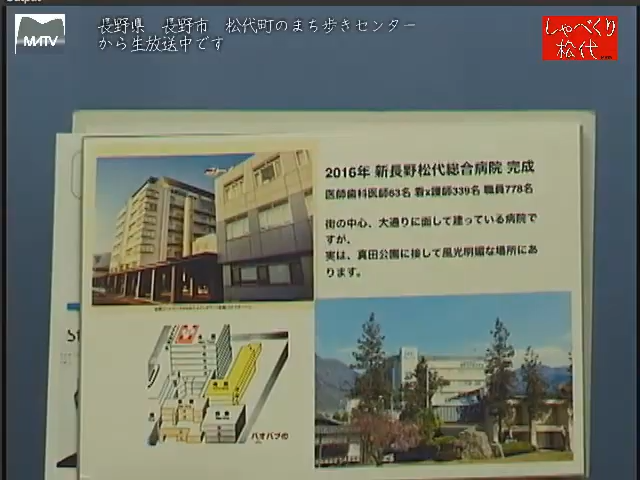 長野県　長野市　松代町のまち歩きセンター
から生放送中です
MATV
しゃべくり
松代
2016年 新長野松代総合病院 完成
医師歯科医師63名 看x護師339名 職員778名
街の中心、大通りに面して建っている病院で
すが、
実は、真田公園に接して風光明媚な場所にあ
ります。